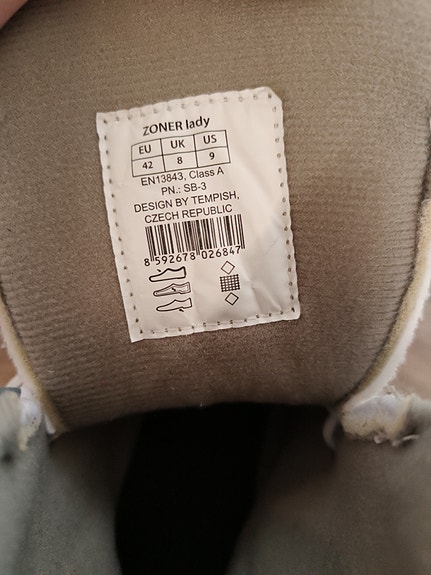 ZONER lady
EU UK US
42 8 9
EN13843, Class A
PN.: SB-3
DESIGN BY TEMPISH,
CZECH REPUBLIC
8 592678 026847